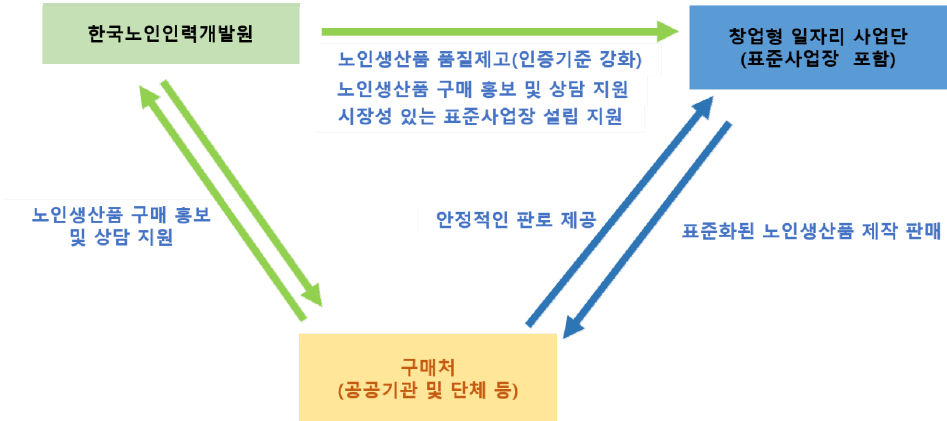 한국노인인력개발원
창업형 일자리 사업단
(표준사업장 포함)
노인생산품 품질제고(인증기준 강화)
노인생산품 구매 홍보 및 상담 지원
시장성 있는 표준사업장 설립 지원
노인생산품 구매 홍보
및 상담 지원
안정적인 판로 제공
표준화된 노인생산품 제작 판매
구매처
(공공기관 및 단체 등)